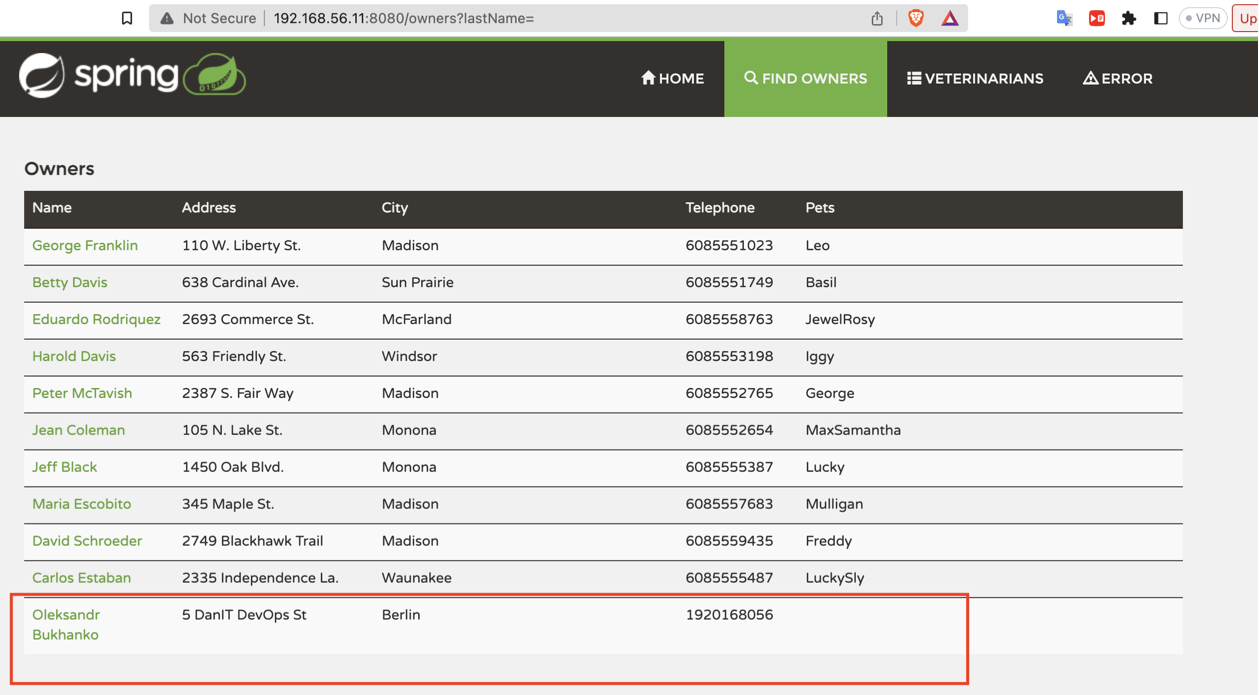 Not Secure 192.168.56.11:8080/owners?lastName= VPN Up
spring HOME FIND OWNERS VETERINARIANS ERROR
Owners
Name Address City Telephone Pets
George Franklin 110 W. Liberty St. Madison 6085551023 Leo
Betty Davis 638 Cardinal Ave. Sun Prairie 6085551749 Basil
Eduardo Rodriquez 2693 Commerce St. McFarland 6085558763 JewelRosy
Harold Davis 563 Friendly St. Windsor 6085553198 Iggy
Peter McTavish 2387 S. Fair Way Madison 6085552765 George
Jean Coleman 105 N. Lake St. Monona 6085552654 MaxSamantha
Jeff Black 1450 Oak Blvd. Monona 6085555387 Lucky
Maria Escobito 345 Maple St. Madison 6085557683 Mulligan
David Schroeder 2749 Blackhawk Trail Madison 6085559435 Freddy
Carlos Estaban 2335 Independence La. Waunakee 6085555487 LuckySly
Oleksandr 5 DanIT DevOps St Berlin 1920168056
Bukhanko